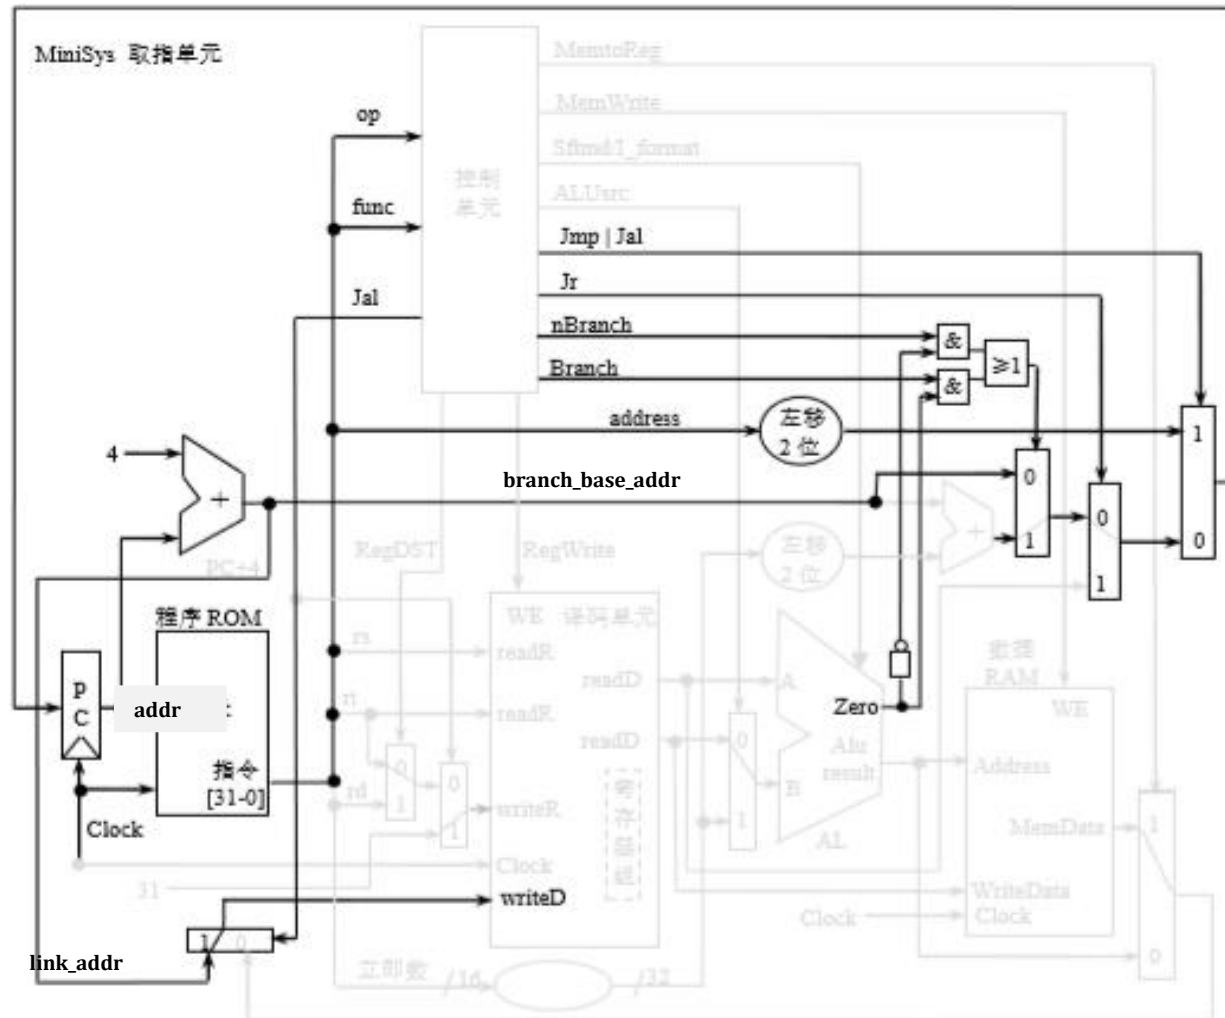 MiniSys 取指单元
MemtoReg
MemWrite
op
Sftmd/I_format
控制
单元
ALUsrc
func
Jmp | Jal
Jr
Jal
nBranch
&
≥1
Branch
&
address
左移
2 位
1
4
+
branch_base_addr
0
+
0
1
0
RegDST
RegWrite
左移
2 位
PC+4
1
程序 ROM
WE 译码单元
数据
RAM
rs
readR
readD
A
P
C
addr
rt
readR
Zero
WE
readD
0
Alu
result
指令
[31-0]
0
0
Address
rd
1
writeR
B
寄
存
器
组
1
1
MemData
1
Clock
AL
Clock
31
writeD
WriteData
Clock
Clock
1 0
link_addr
立即数
/16
/32
0